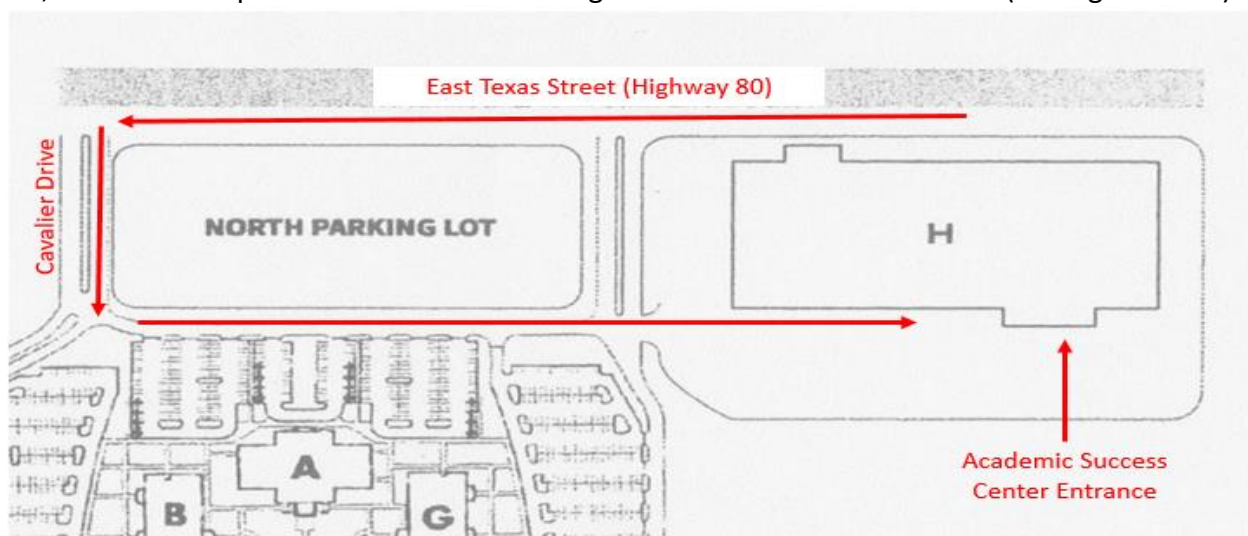 East Texas Street (Highway 80)
Cavalier Drive
NORTH PARKING LOT
H
A
B
G
Academic Success
Center Entrance